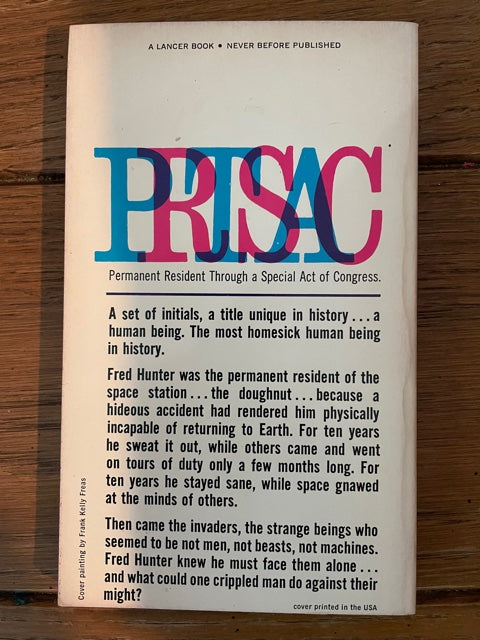 A LANCER BOOK • NEVER BEFORE PUBLISHED
PRTSAC
Permanent Resident Through a Special Act of Congress.
A set of initials, a title unique in history...a
human being. The most homesick human being
in history.
Fred Hunter was the permanent resident of the
space station...the doughnut...because a
hideous accident had rendered him physically
incapable of returning to Earth. For ten years
he sweat it out, while others came and went
on tours of duty only a few months long. For
ten years he stayed sane, while space gnawed
at the minds of others.
Then came the invaders, the strange beings who
seemed to be not men, not beasts, not machines.
Fred Hunter knew he must face them alone...
and what could one crippled man do against their
might?
Cover painting by Frank Kelly Freas
cover printed in the USA